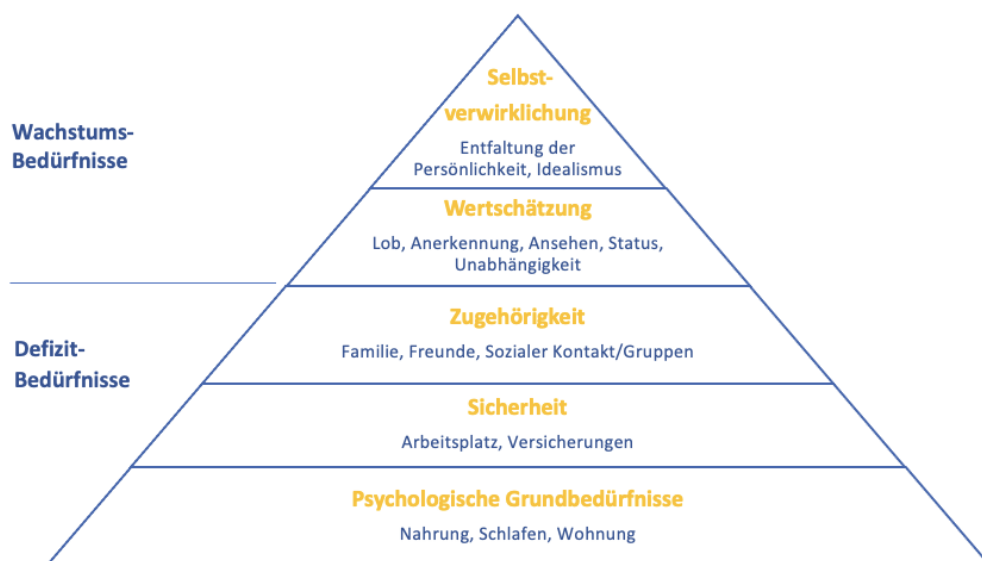 Selbst-
verwirklichung
Entfaltung der
Persönlichkeit, Idealismus
Wachstums-
Bedürfnisse
Wertschätzung
Lob, Anerkennung, Ansehen, Status,
Unabhängigkeit
Zugehörigkeit
Familie, Freunde, Sozialer Kontakt/Gruppen
Defizit-
Bedürfnisse
Sicherheit
Arbeitsplatz, Versicherungen
Psychologische Grundbedürfnisse
Nahrung, Schlafen, Wohnung